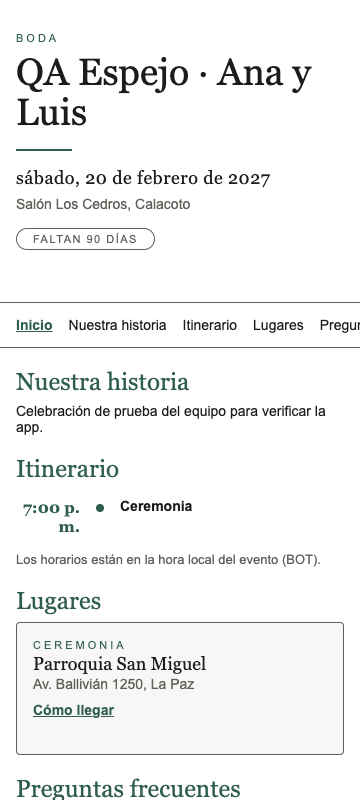 BODA
QA Espejo · Ana y
Luis
sábado, 20 de febrero de 2027
Salón Los Cedros, Calacoto
FALTAN 90 DÍAS
Inicio Nuestra historia Itinerario Lugares
Nuestra historia
Celebración de prueba del equipo para verificar la
app.
Itinerario
7:00 p. m.
Ceremonia
Los horarios están en la hora local del evento (BOT).
Lugares
CEREMONIA
Parroquia San Miguel
Av. Ballivián 1250, La Paz
Cómo llegar
Preguntas frecuentes